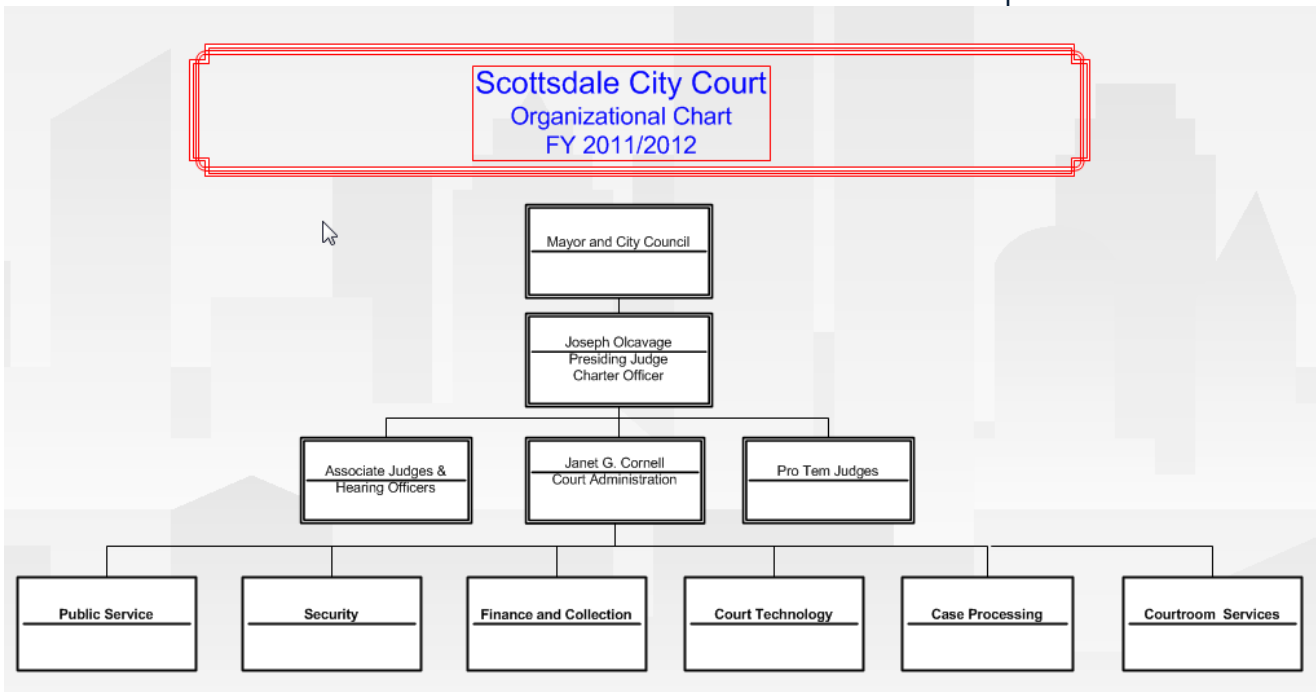 Scottsdale City Court
Organizational Chart
FY 2011/2012
Mayor and City Council
Joseph Olcavage
Presiding Judge
Charter Officer
Associate Judges &
Hearing Officers
Janet G. Cornell
Court Administration
Pro Tem Judges
Public Service
Security
Finance and Collection
Court Technology
Case Processing
Courtroom Services